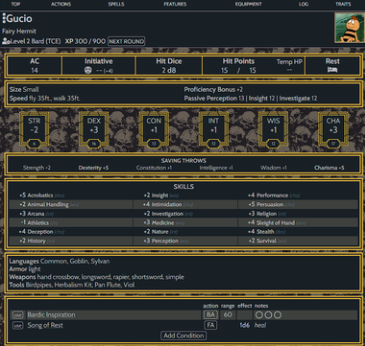 TOP ACTIONS SPELLS FEATURES EQUIPMENT LOG TRAITS
Gucio
Fairy Hermit
Level 2 Bard (TCE) XP 300 / 900 NEXT ROUND
AC Initiative Hit Dice Hit Points Temp HP Rest
14 2 d8 15 / 15 --
Size Small Proficiency Bonus +2
Speed fly 35ft., walk 35ft. Passive Perception 13 | Insight 12 | Investigate 12
STR DEX CON INT WIS CHA
-2 +3 +1 +1 +1 +3
SAVING THROWS
Strength -2 Dexterity +5 Constitution +1 Intelligence +1 Wisdom +1 Charisma +5
SKILLS
+5 Acrobatics +2 Insight +4 Performance
+2 Animal Handling +4 Intimidation +5 Persuasion
+3 Arcana +2 Investigation +3 Religion
-1 Athletics +3 Medicine +4 Sleight of Hand
+4 Deception +2 Nature +4 Stealth
+2 History +3 Perception +2 Survival
Languages Common, Goblin, Sylvan
Armor light
Weapons hand crossbow, longsword, rapier, shortsword, simple
Tools Birdpipes, Herbalism Kit, Pan Flute, Viol
action range effect notes
USE Bardic Inspiration BA 60
USE Song of Rest FA 1d6 heal
Add Condition